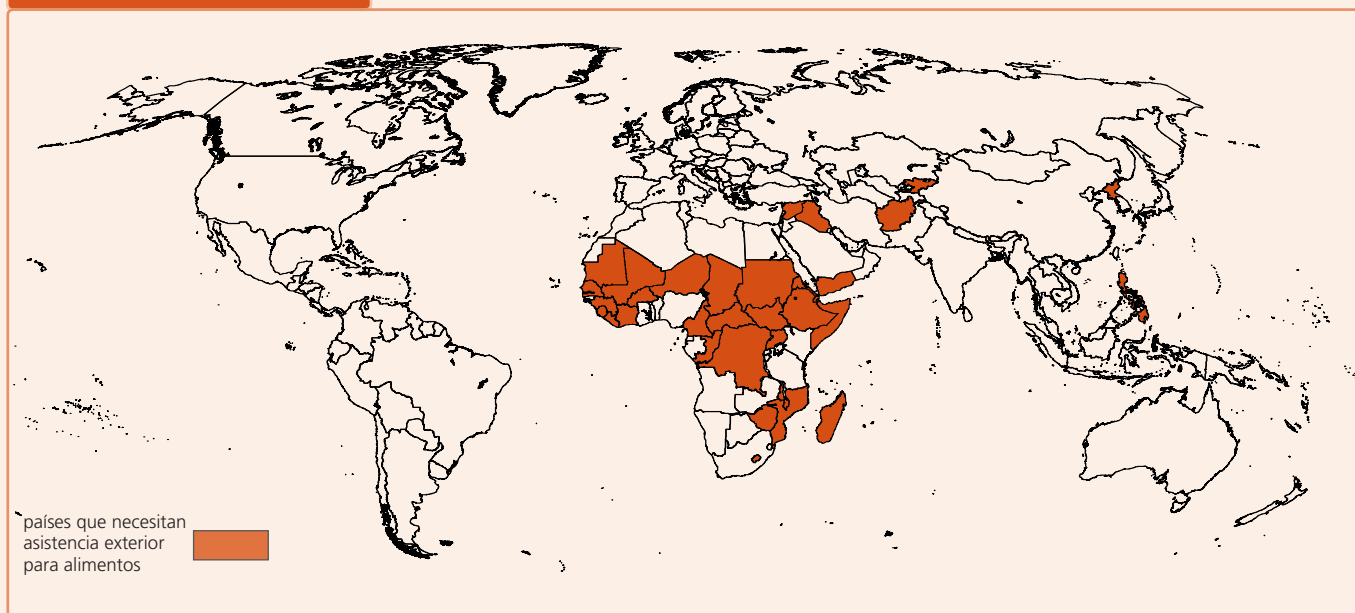 países que necesitan
asistencia exterior
para alimentos